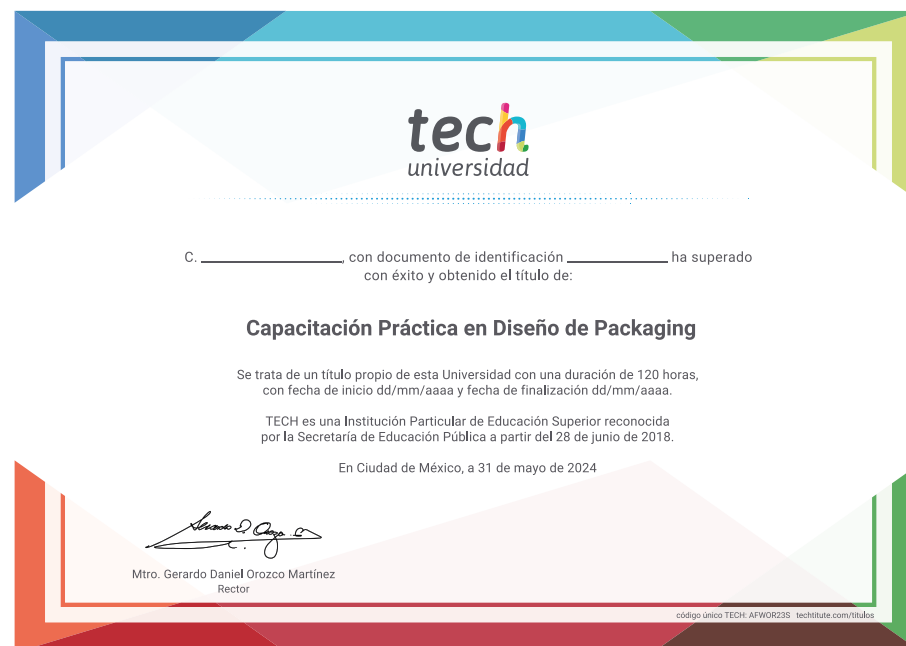 tech
universidad
C. ____________, con documento de identificación ____________ ha superado
con éxito y obtenido el título de:
Capacitación Práctica en Diseño de Packaging
Se trata de un título propio de esta Universidad con una duración de 120 horas,
con fecha de inicio dd/mm/aaaa y fecha de finalización dd/mm/aaaa.
TECH es una Institución Particular de Educación Superior reconocida
por la Secretaría de Educación Pública a partir del 28 de junio de 2018.
En Ciudad de México, a 31 de mayo de 2024
Mtro. Gerardo Daniel Orozco Martínez
Rector
código único TECH: AFWOR23S techtitute.com/titulos